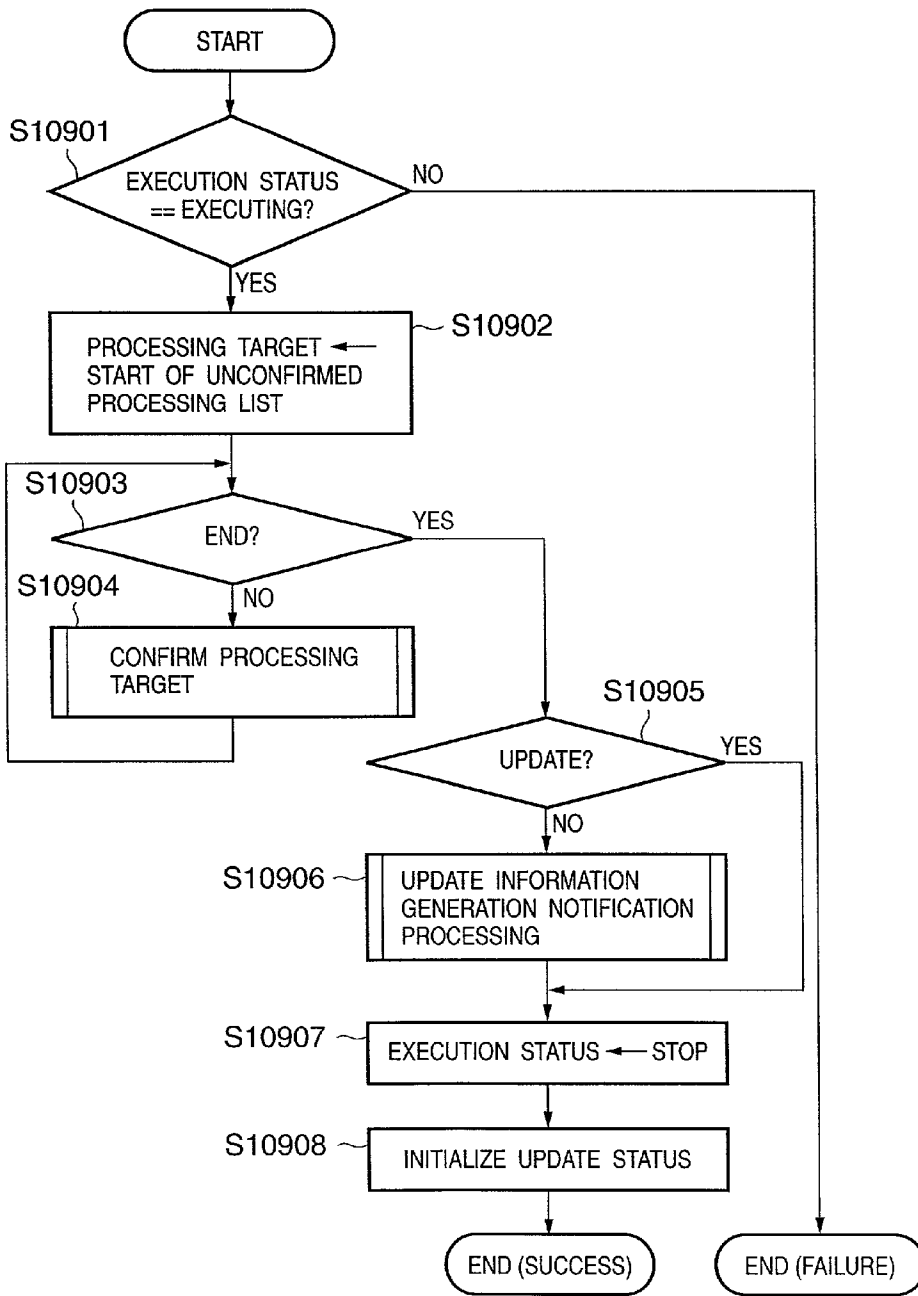 START
S10901
EXECUTION STATUS
== EXECUTING?
NO
YES
S10902
PROCESSING TARGET ←
START OF UNCONFIRMED
PROCESSING LIST
S10903
END?
YES
S10904
NO
CONFIRM PROCESSING
TARGET
S10905
UPDATE?
YES
NO
S10906
UPDATE INFORMATION
GENERATION NOTIFICATION
PROCESSING
S10907
EXECUTION STATUS ← STOP
S10908
INITIALIZE UPDATE STATUS
END (SUCCESS)
END (FAILURE)